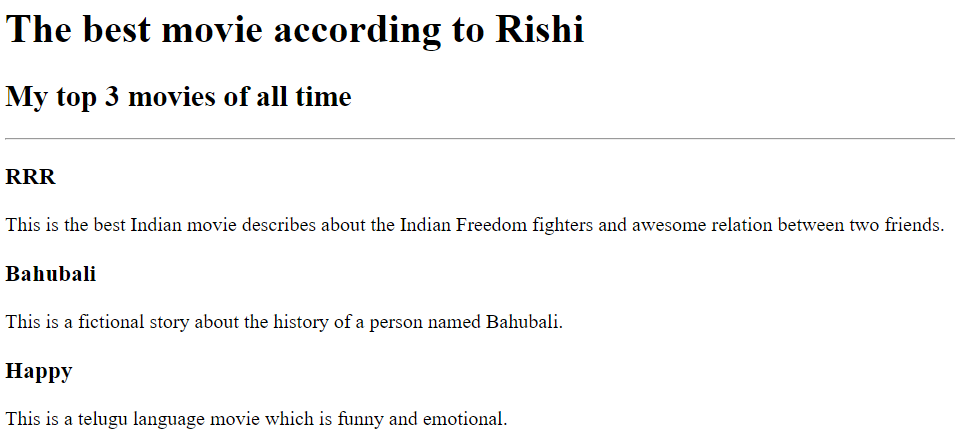 The best movie according to Rishi
My top 3 movies of all time
RRR
This is the best Indian movie describes about the Indian Freedom fighters and awesome relation between two friends.
Bahubali
This is a fictional story about the history of a person named Bahubali.
Happy
This is a telugu language movie which is funny and emotional.